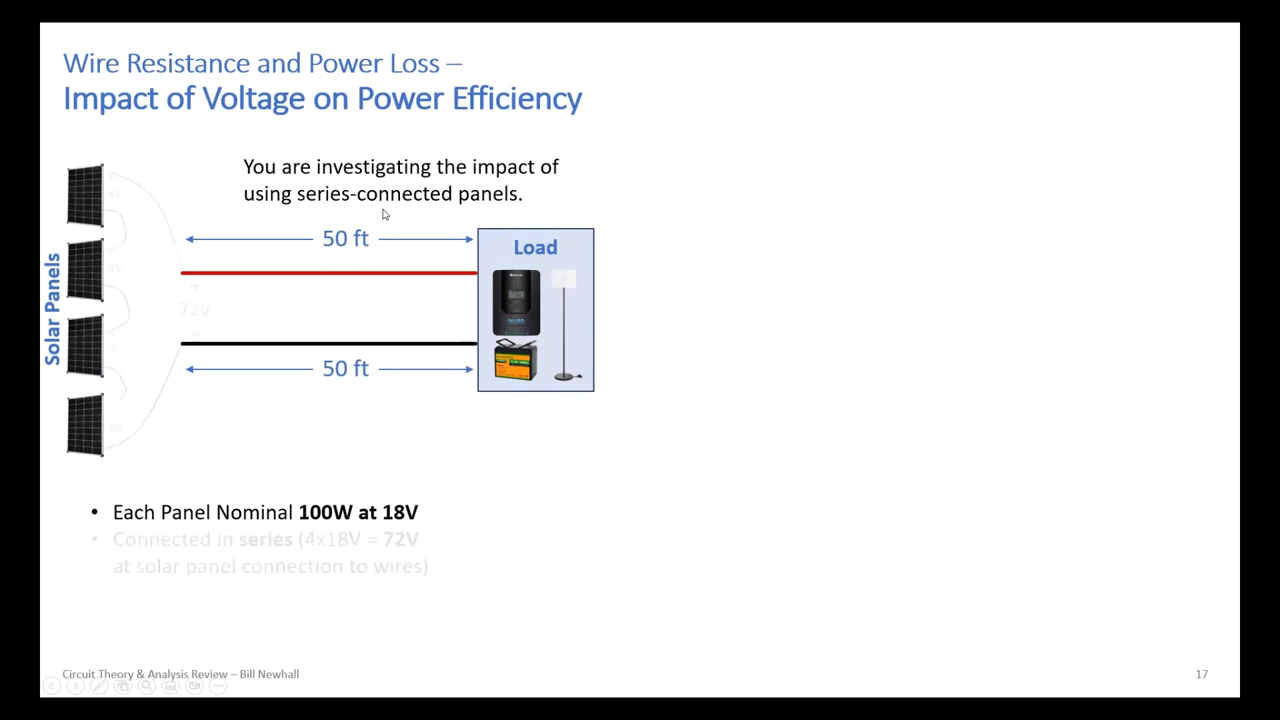 Wire Resistance and Power Loss –
Impact of Voltage on Power Efficiency
You are investigating the impact of
using series-connected panels.
50 ft
Load
Solar Panels
+
72V
–
50 ft
• Each Panel Nominal 100W at 18V
• Connected in series (4x18V = 72V
at solar panel connection to wires)
Circuit Theory & Analysis Review – Bill Newhall
17